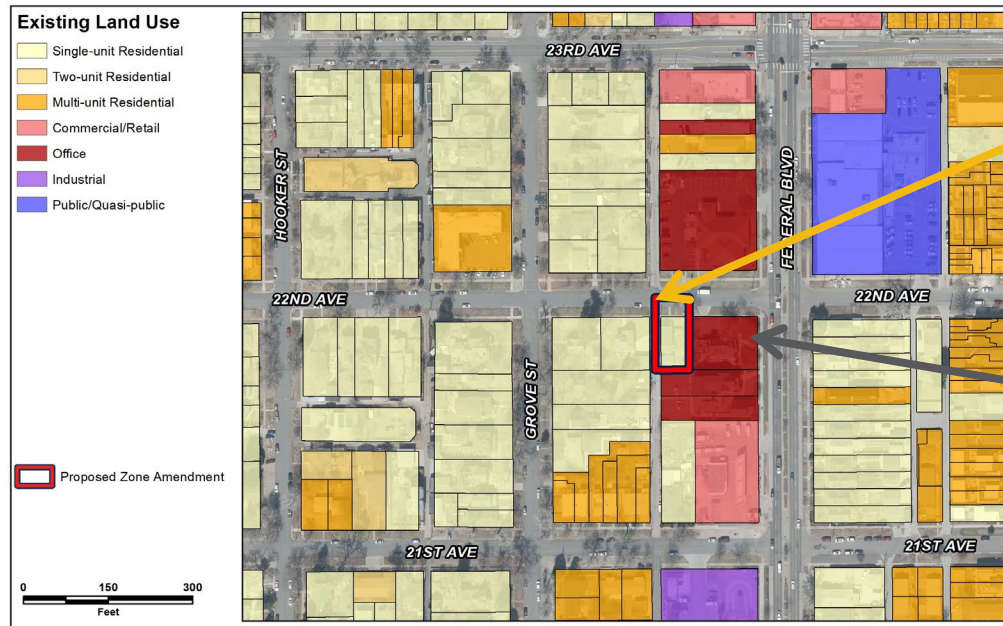 Existing Land Use
Single-unit Residential
Two-unit Residential
Multi-unit Residential
Commercial/Retail
Office
Industrial
Public/Quasi-public
Proposed Zone Amendment
0 150 300
Feet
23RD AVE
HOOKER ST
FEDERAL BLVD
22ND AVE
22ND AVE
GROVE ST
21ST AVE
21ST AVE